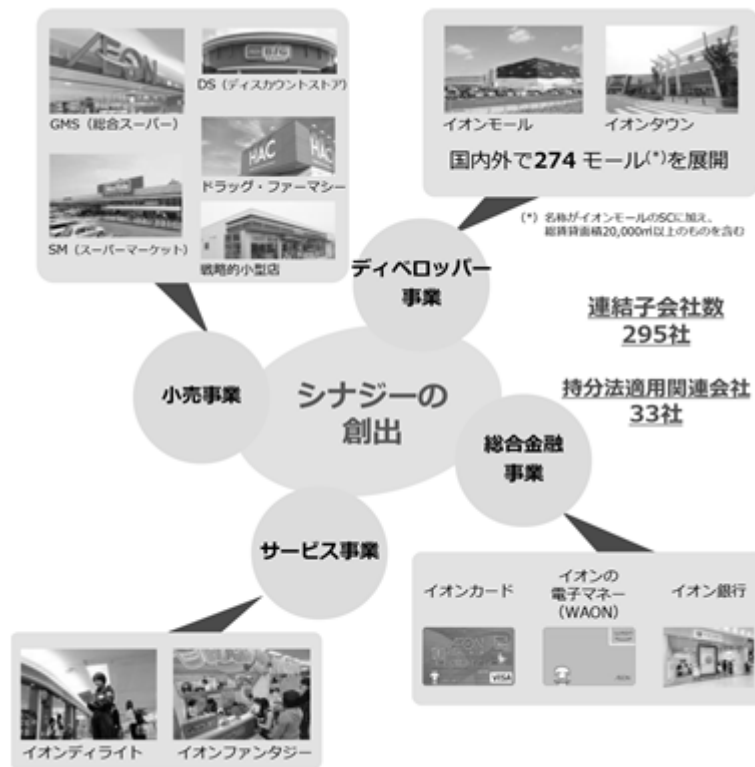 AEON
BIG
DS（ディスカウントストア）
GMS（総合スーパー）
HAC
HAC
ドラッグ・ファーマシー
SM（スーパーマーケット）
戦略的小型店
イオンモール
イオンタウン
国内外で274 モール(*)を展開
(*) 名称がイオンモールのSCに加え、
総賃貸面積20,000㎡以上のものを含む
ディベロッパー
事業
連結子会社数
295社
小売事業
シナジーの
創出
持分法適用関連会社
33社
総合金融
事業
サービス事業
イオンカード
イオンの
電子マネー
（WAON）
イオン銀行
VISA
イオンディライト
イオンファンタジー